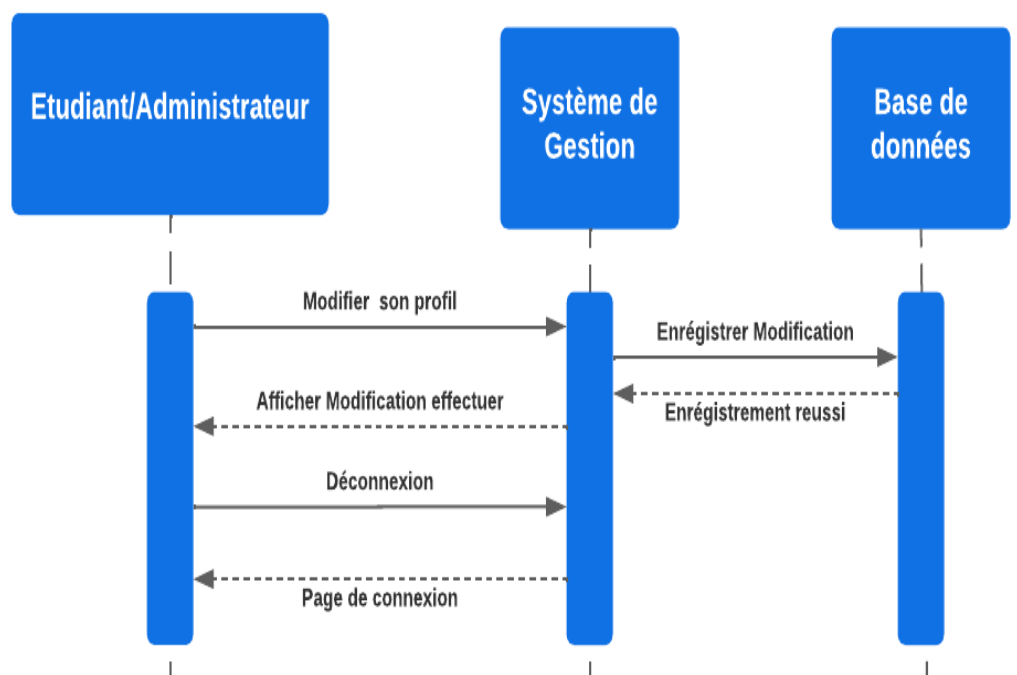 Etudiant/Administrateur
Système de
Gestion
Base de
données
Modifier son profil
Enrégistrer Modification
Enrégistrement reussi
Afficher Modification effectuer
Déconnexion
Page de connexion